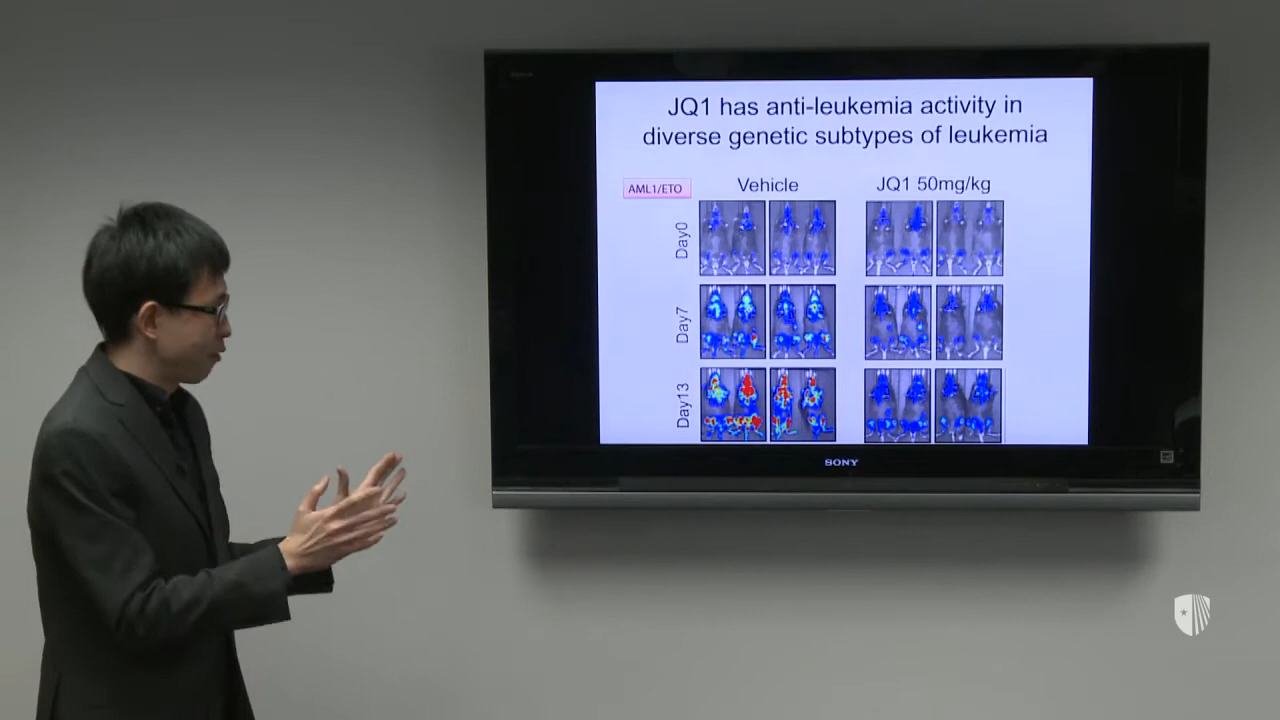 JQ1 has anti-leukemia activity in
diverse genetic subtypes of leukemia
AML1/ETO
Vehicle
JQ1 50mg/kg
Day0
Day7
Day13
SONY